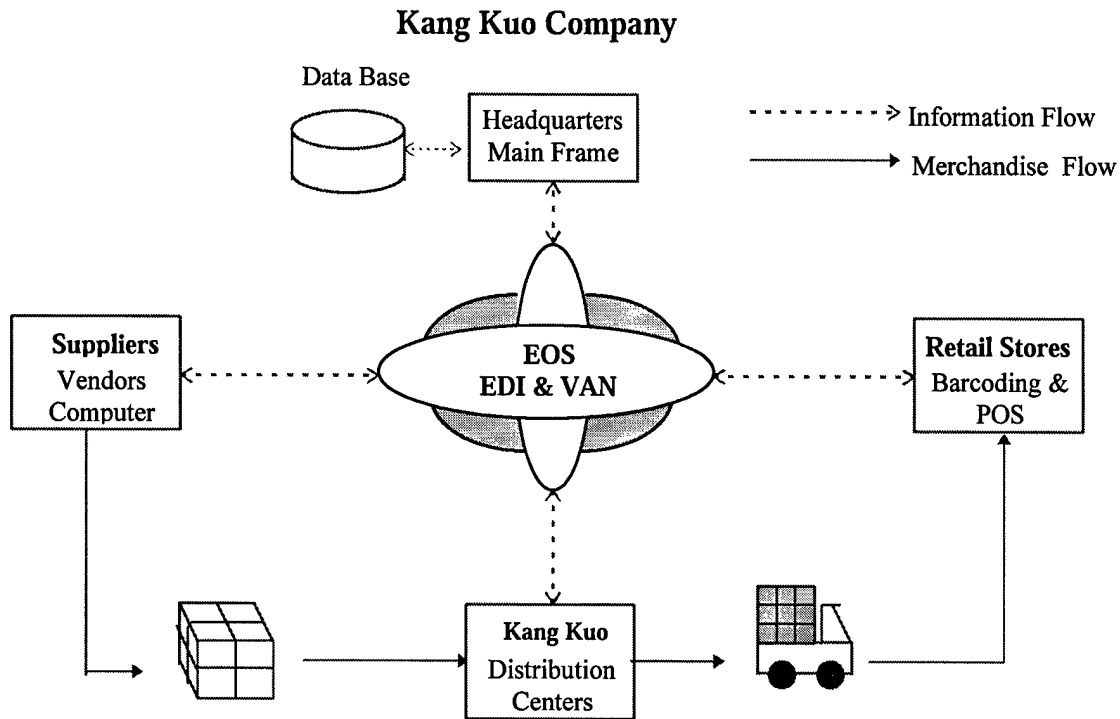 Kang Kuo Company
Data Base
Headquarters
Main Frame
Information Flow
Merchandise Flow
Suppliers
Vendors
Computer
EOS
EDI & VAN
Retail Stores
Barcoding &
POS
Kang Kuo
Distribution
Centers